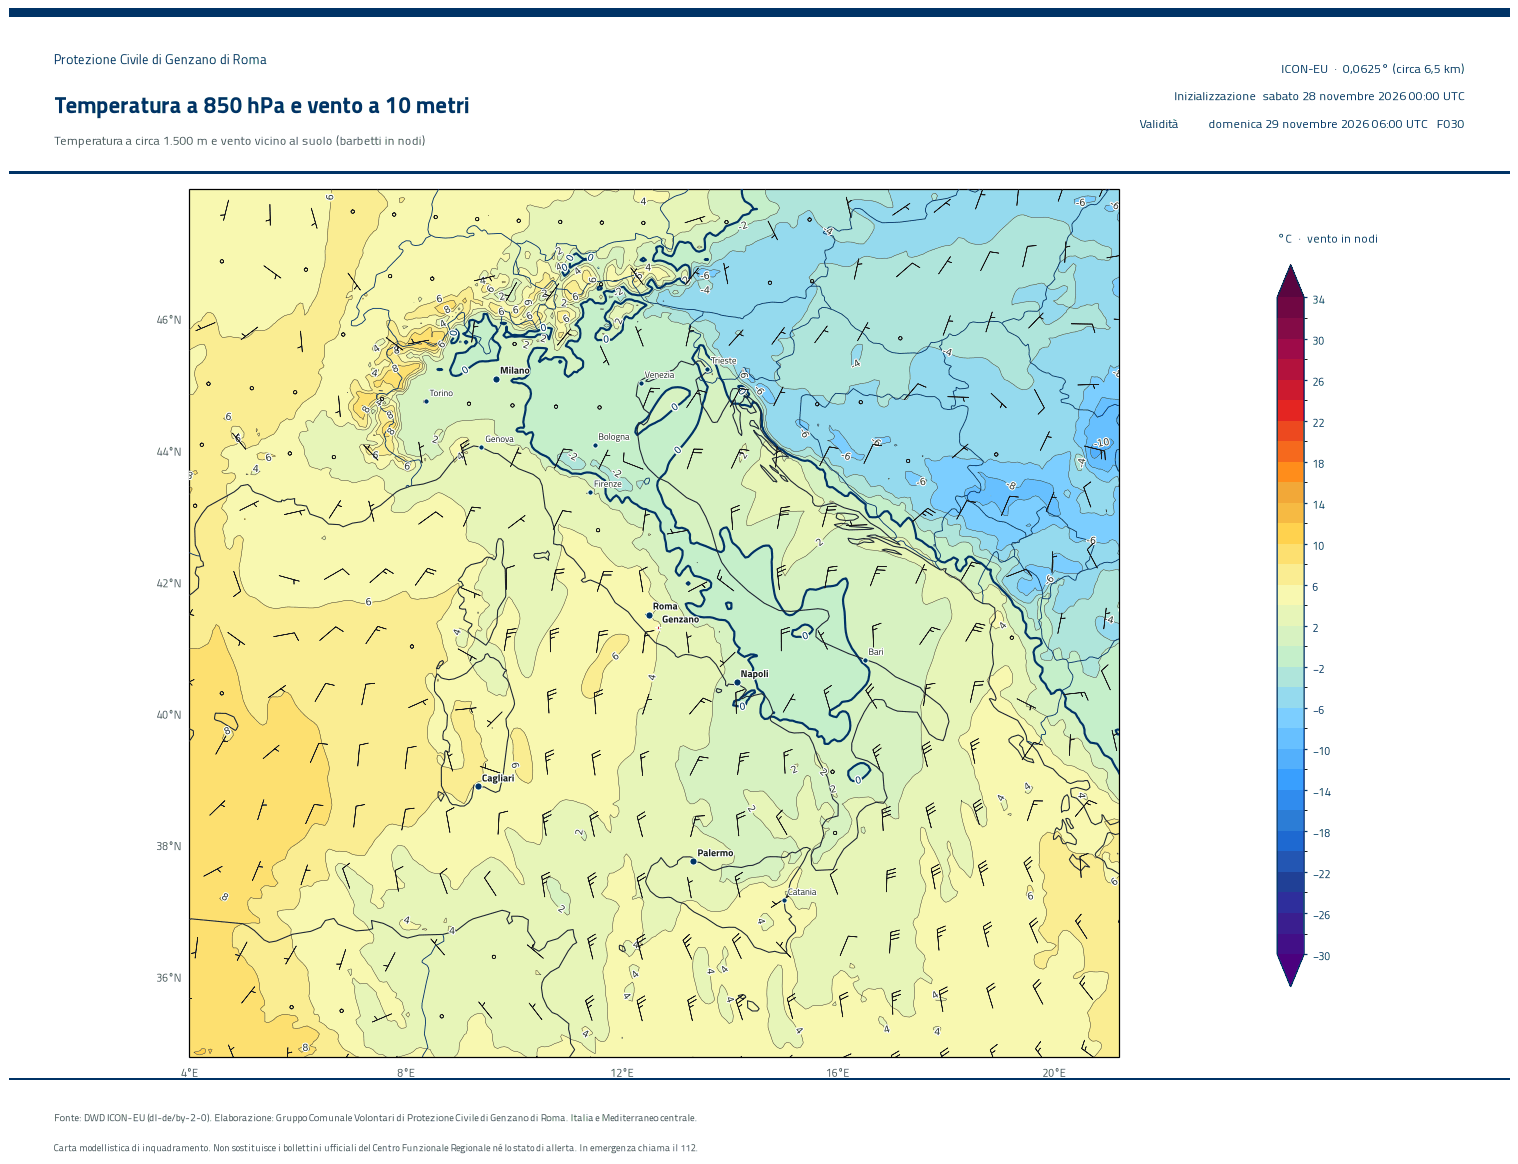 Protezione Civile di Genzano di Roma
Temperatura a 850 hPa e vento a 10 metri
Temperatura a circa 1.500 m e vento vicino al suolo (barbetti in nodi)
ICON-EU · 0,0625° (circa 6,5 km)
Inizializzazione sabato 28 novembre 2026 00:00 UTC
Validità domenica 29 novembre 2026 06:00 UTC F030
°C · vento in nodi
34
30
26
22
18
14
10
6
2
−2
−6
−10
−14
−18
−22
−26
−30
46°N
44°N
42°N
40°N
38°N
36°N
4°E
8°E
12°E
16°E
20°E
Trieste
Milano
Venezia
Torino
Genova
Bologna
Firenze
Roma
Genzano
Bari
Napoli
Cagliari
Palermo
Catania
Fonte: DWD ICON-EU (dl-de/by-2-0). Elaborazione: Gruppo Comunale Volontari di Protezione Civile di Genzano di Roma. Italia e Mediterraneo centrale.
Carta modellistica di inquadramento. Non sostituisce i bollettini ufficiali del Centro Funzionale Regionale né lo stato di allerta. In emergenza chiama il 112.